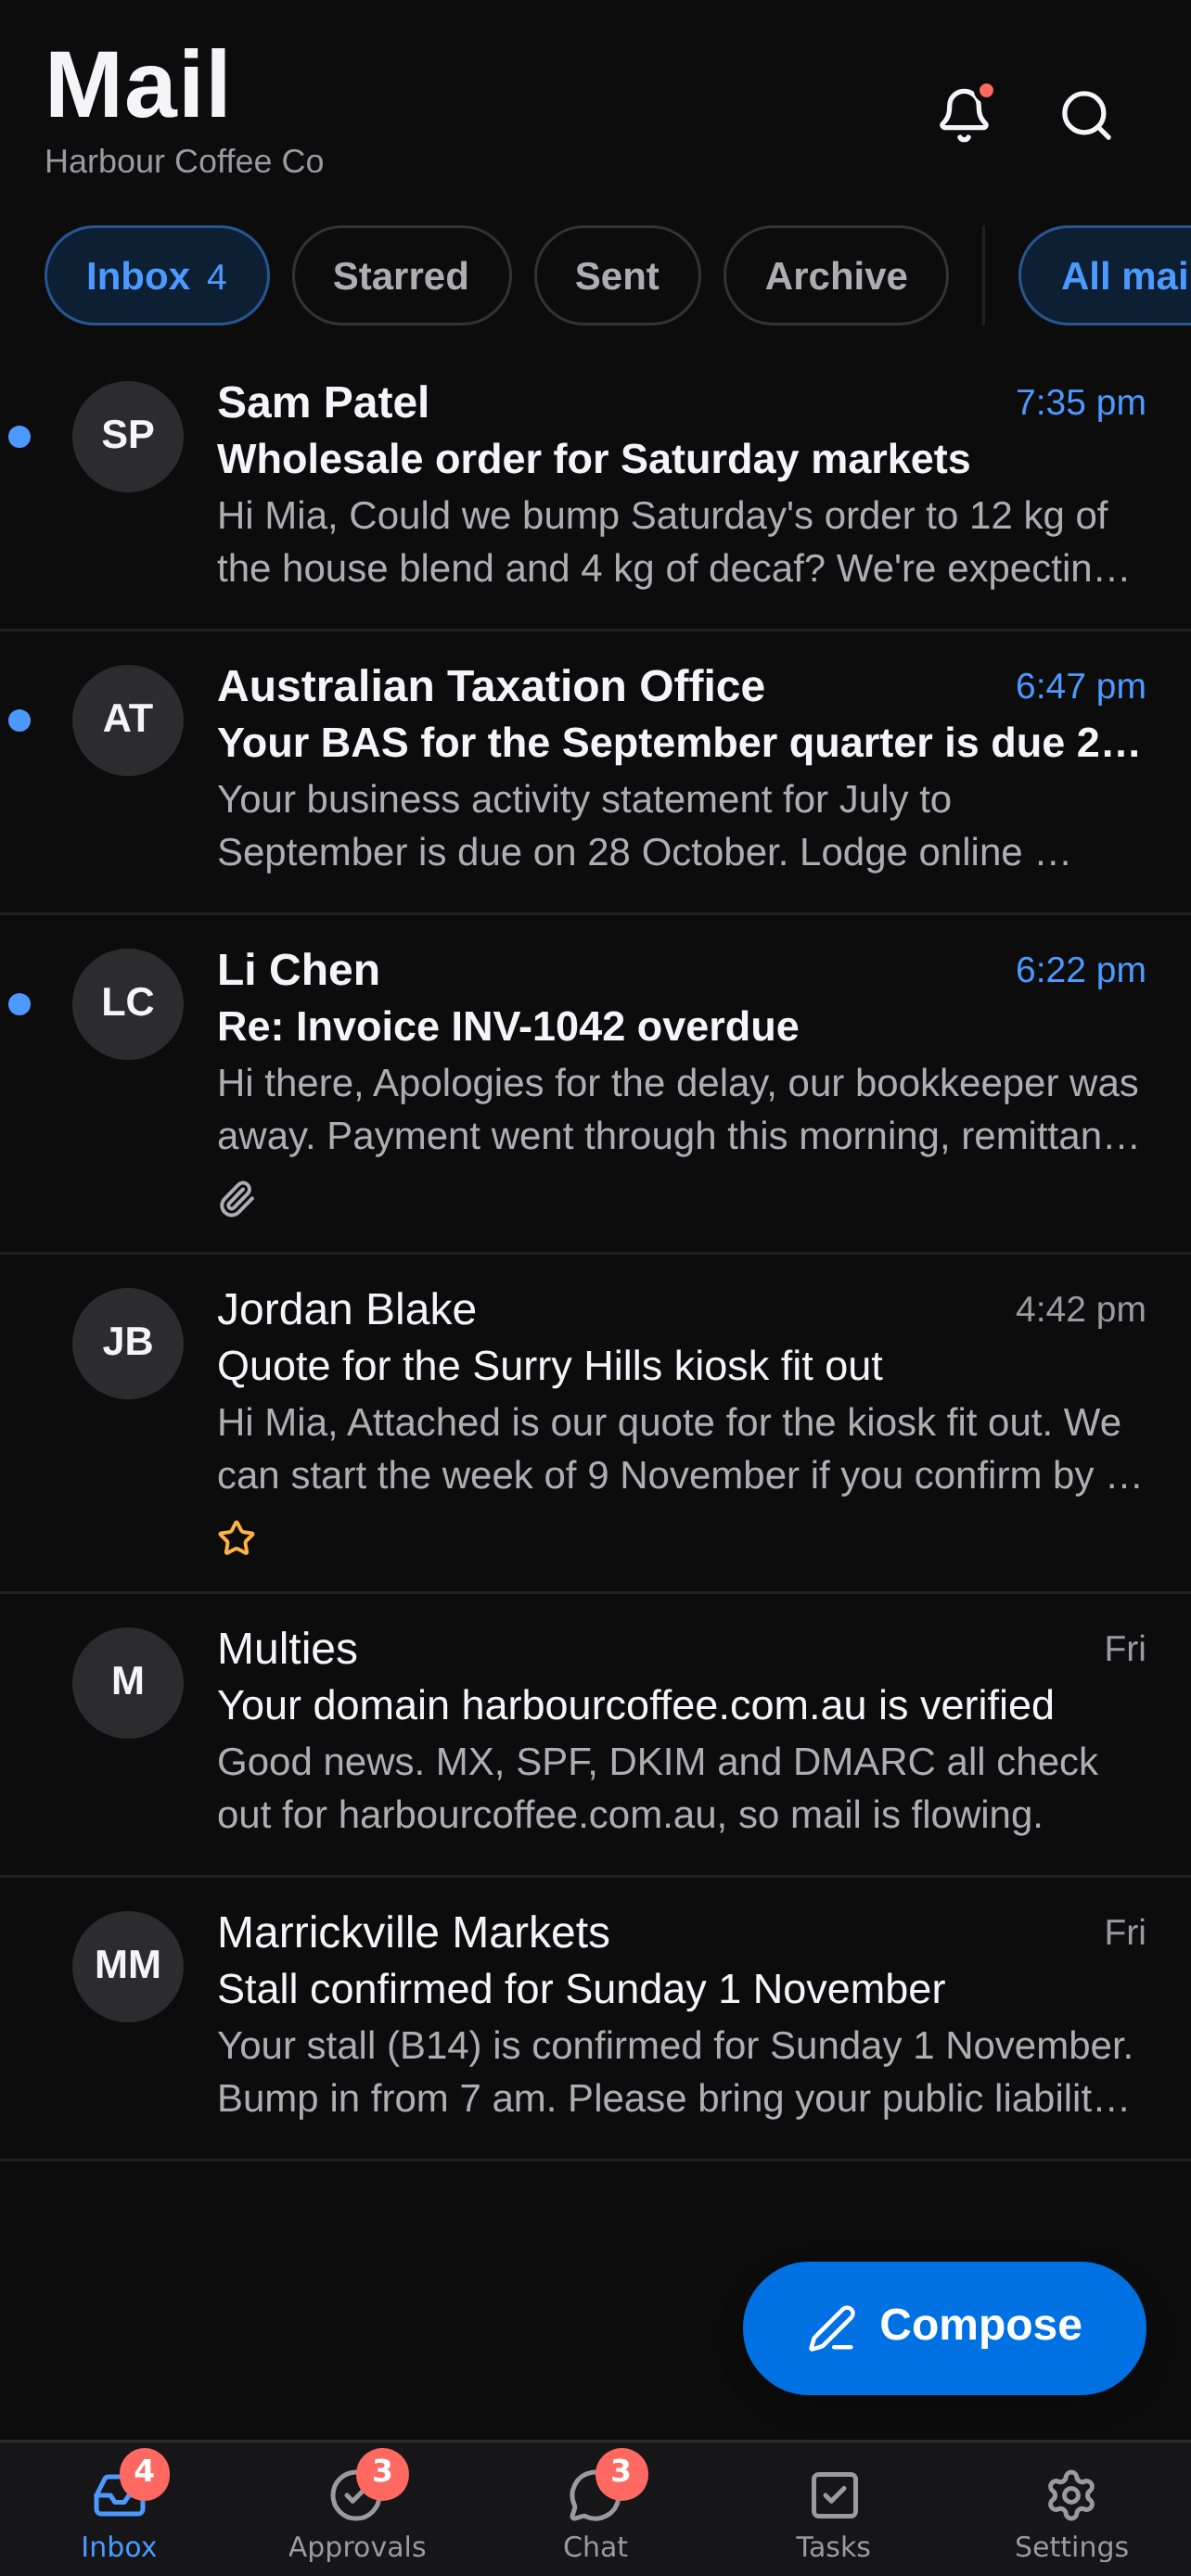 Mail
Harbour Coffee Co
Inbox 4
Starred
Sent
Archive
All mai
SP
Sam Patel
7:35 pm
Wholesale order for Saturday markets
Hi Mia, Could we bump Saturday's order to 12 kg of
the house blend and 4 kg of decaf? We're expectin…
AT
Australian Taxation Office
6:47 pm
Your BAS for the September quarter is due 2…
Your business activity statement for July to
September is due on 28 October. Lodge online …
LC
Li Chen
6:22 pm
Re: Invoice INV-1042 overdue
Hi there, Apologies for the delay, our bookkeeper was
away. Payment went through this morning, remittan…
JB
Jordan Blake
4:42 pm
Quote for the Surry Hills kiosk fit out
Hi Mia, Attached is our quote for the kiosk fit out. We
can start the week of 9 November if you confirm by …
M
Multies
Fri
Your domain harbourcoffee.com.au is verified
Good news. MX, SPF, DKIM and DMARC all check
out for harbourcoffee.com.au, so mail is flowing.
MM
Marrickville Markets
Fri
Stall confirmed for Sunday 1 November
Your stall (B14) is confirmed for Sunday 1 November.
Bump in from 7 am. Please bring your public liabilit…
Compose
4
3
3
Inbox
Approvals
Chat
Tasks
Settings